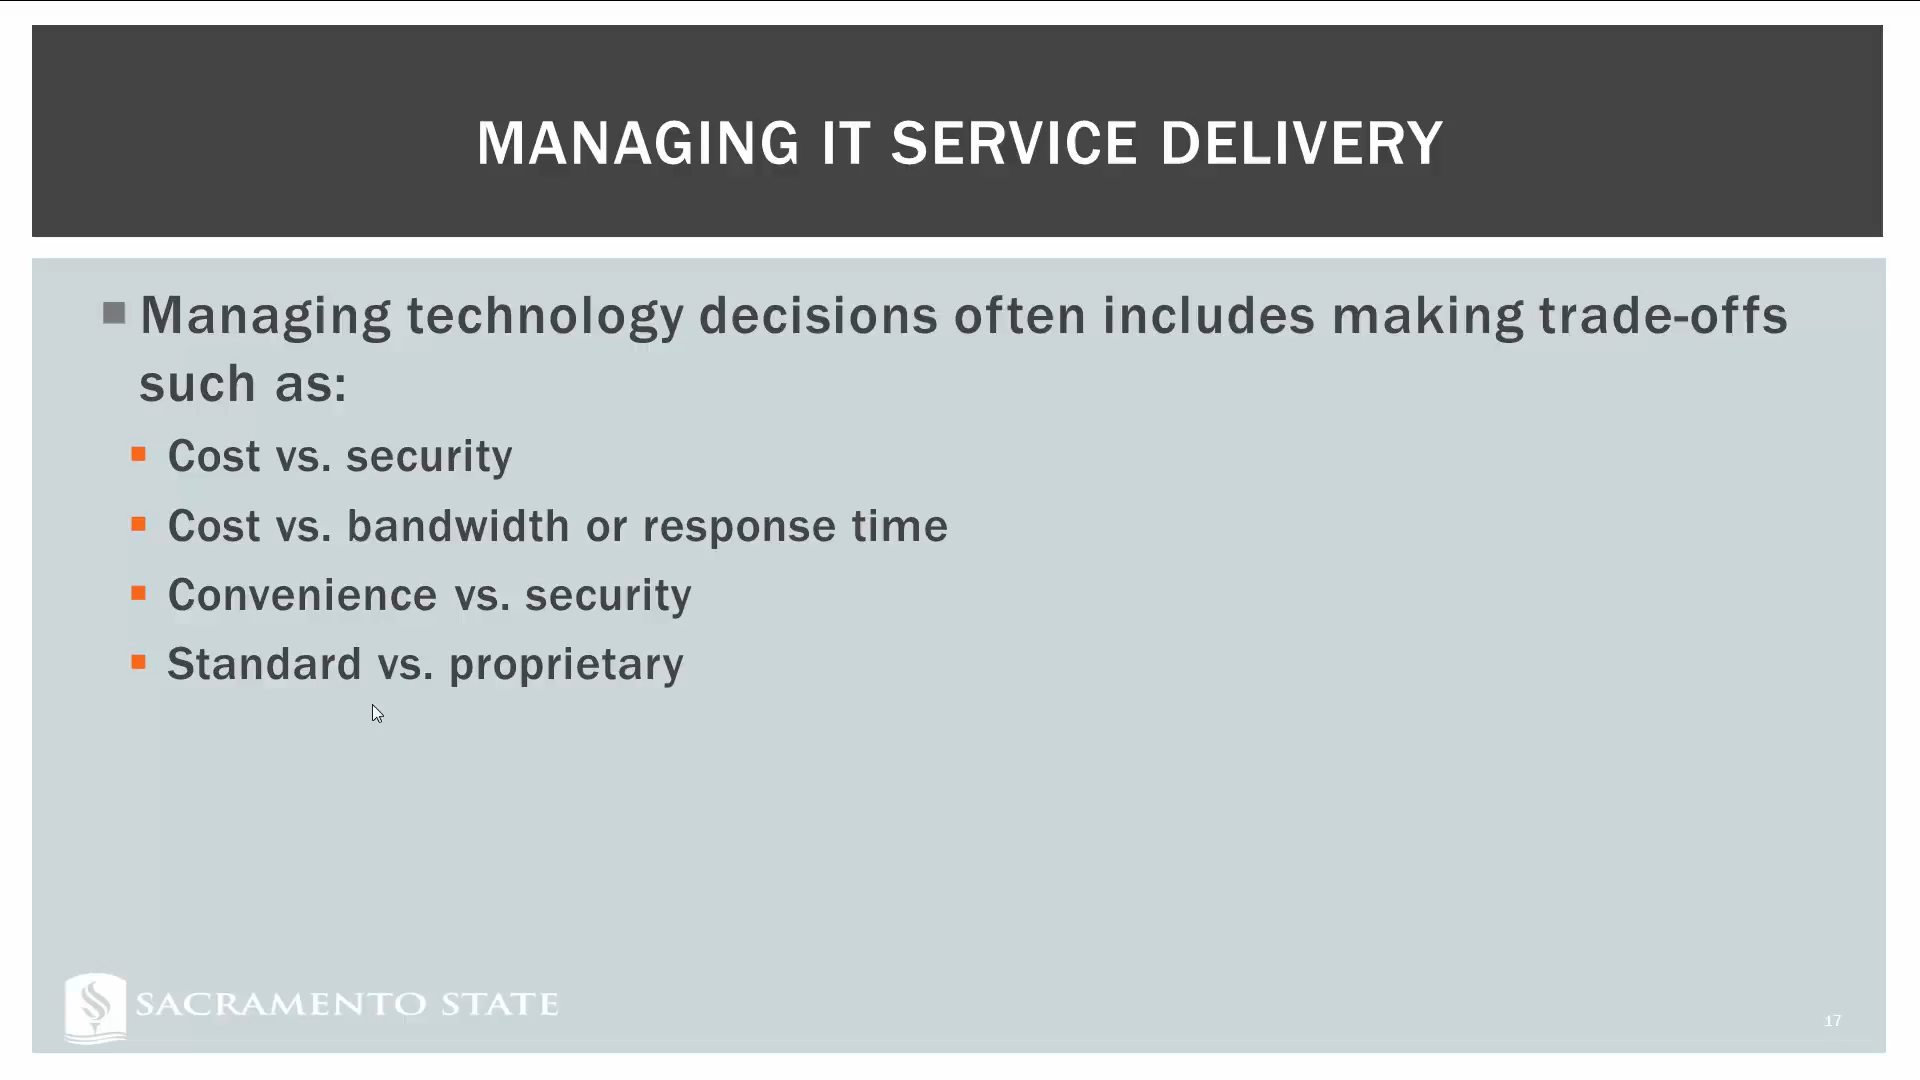 MANAGING IT SERVICE DELIVERY
Managing technology decisions often includes making trade-offs
such as:
Cost vs. security
Cost vs. bandwidth or response time
Convenience vs. security
Standard vs. proprietary
SACRAMENTO STATE
17